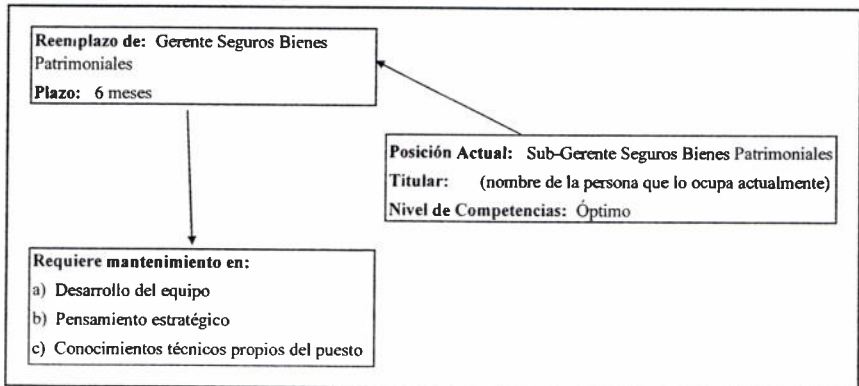 Reemplazo de: Gerente Seguros Bienes
Patrimoniales
Plazo: 6 meses
Posición Actual: Sub-Gerente Seguros Bienes Patrimoniales
Titular: (nombre de la persona que lo ocupa actualmente)
Nivel de Competencias: Óptimo
Requiere mantenimiento en:
a) Desarrollo del equipo
b) Pensamiento estratégico
c) Conocimientos técnicos propios del puesto